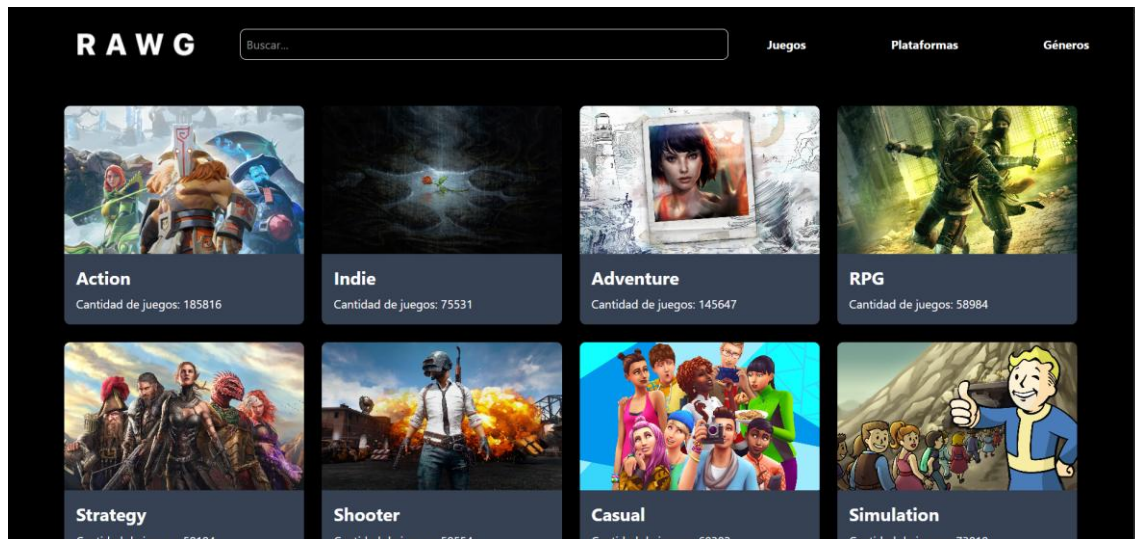 RAWG
Buscar...
Juegos
Plataformas
Géneros
Action
Cantidad de juegos: 185816
Indie
Cantidad de juegos: 75531
Adventure
Cantidad de juegos: 145647
RPG
Cantidad de juegos: 58984
Strategy
Shooter
Casual
Simulation